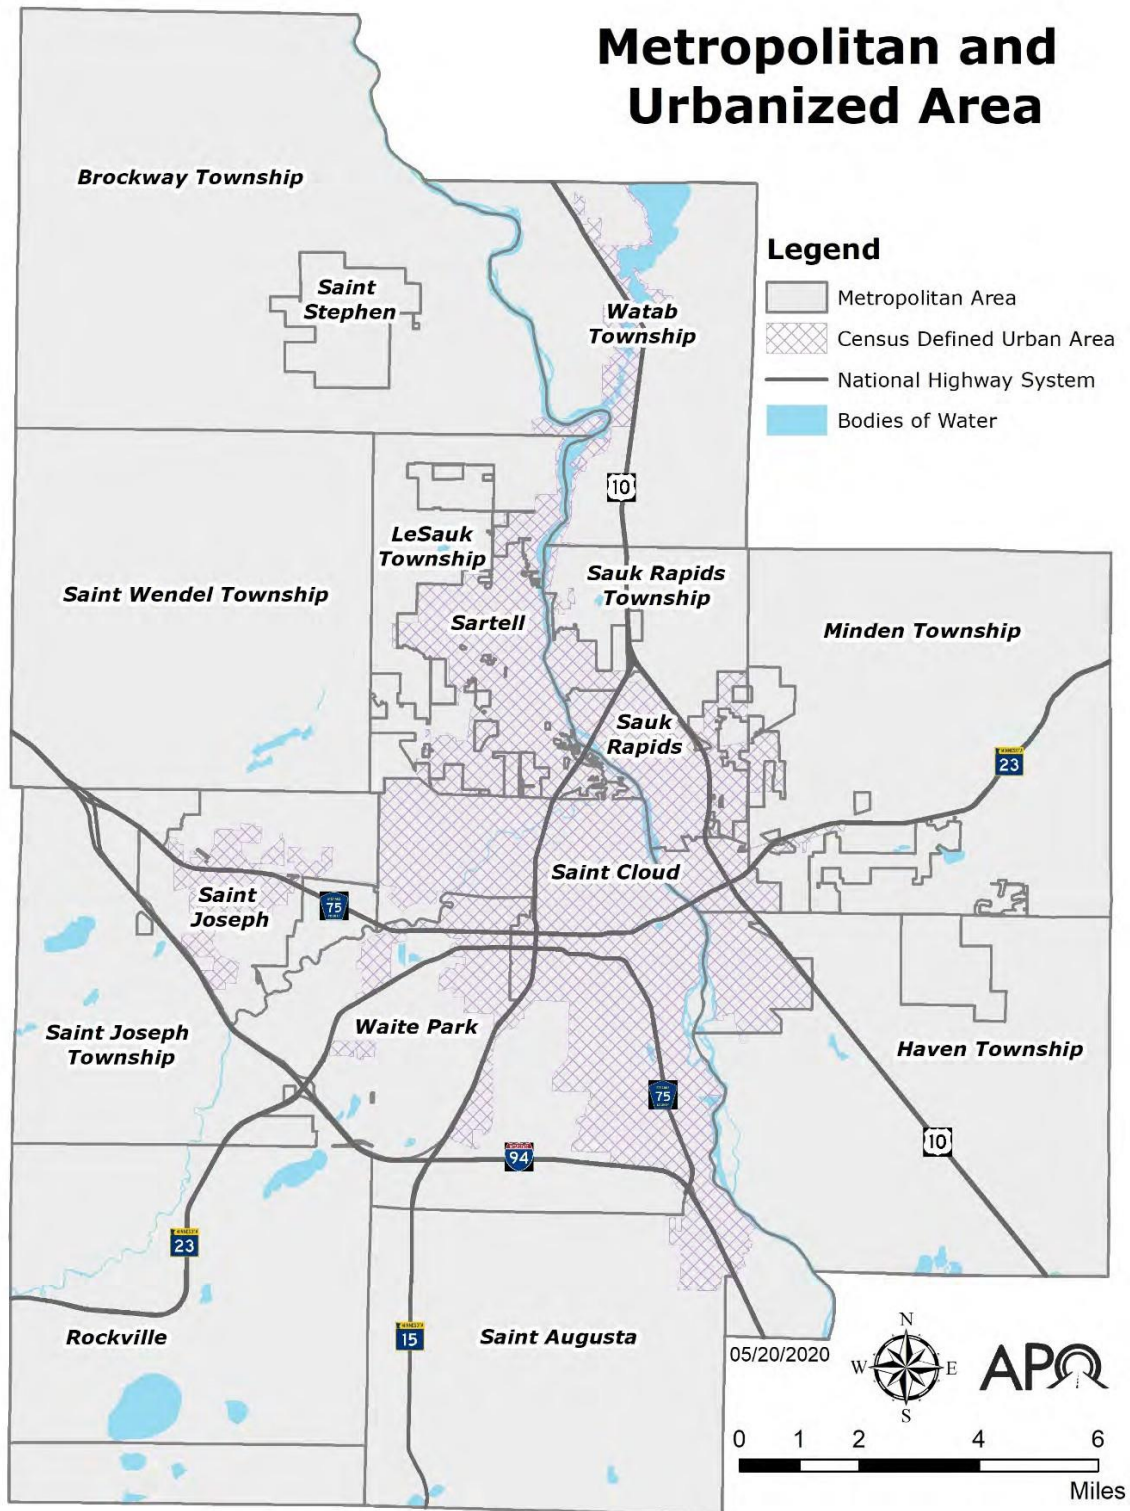 Metropolitan and
Urbanized Area
Brockway Township
Legend
Saint
Stephen
Metropolitan Area
Watab
Township
Census Defined Urban Area
National Highway System
Bodies of Water
10
LeSauk
Township
Sauk Rapids
Township
Saint Wendel Township
Sartell
Minden Township
Sauk
Rapids
23
Saint Cloud
Saint
Joseph
75
Saint Joseph
Township
Waite Park
Haven Township
75
10
94
23
Rockville
15
Saint Augusta
05/20/2020
N
W
E
S
APO
0 1 2 4 6
Miles